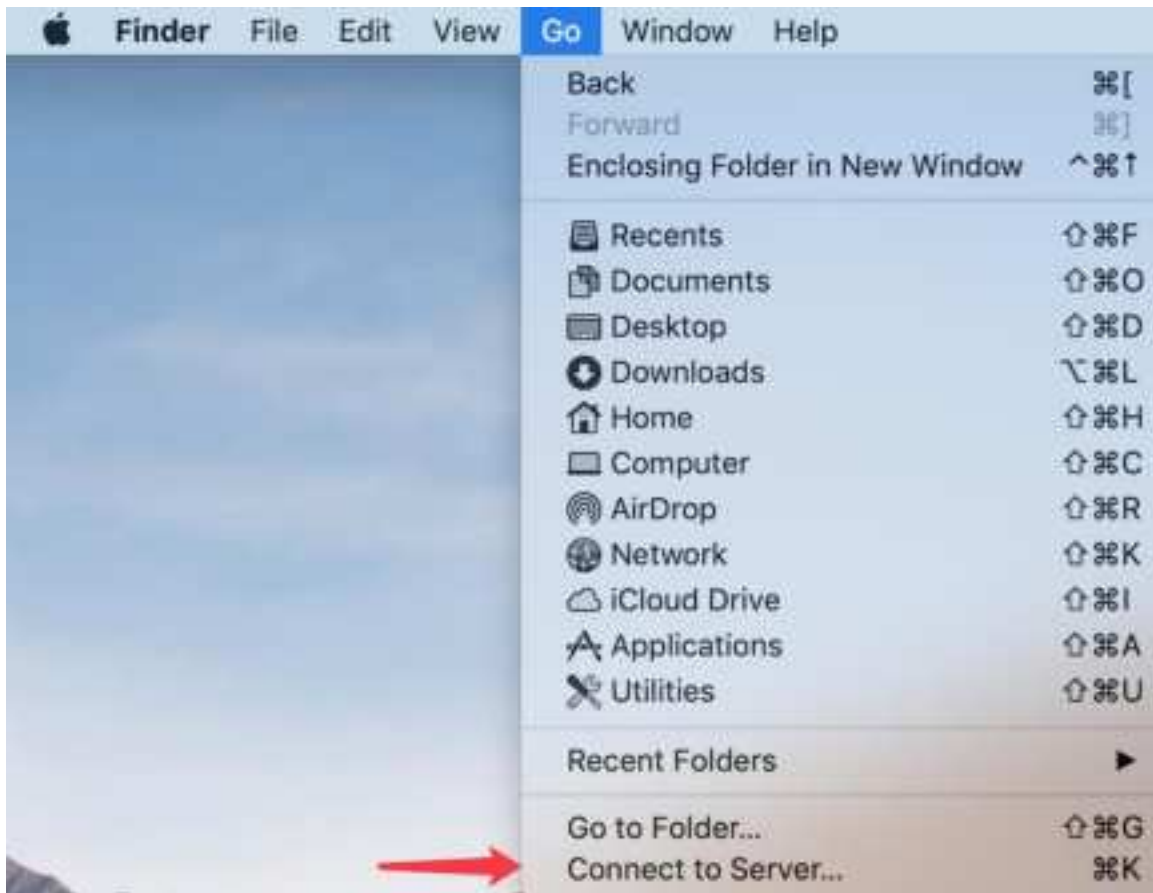 Finder File Edit View Go Window Help
Back ⌘[
Forward ⌘]
Enclosing Folder in New Window ^⌘↑
Recents ⇧⌘F
Documents ⇧⌘O
Desktop ⇧⌘D
Downloads ⌥⌘L
Home ⇧⌘H
Computer ⇧⌘C
AirDrop ⇧⌘R
Network ⇧⌘K
iCloud Drive ⇧⌘I
Applications ⇧⌘A
Utilities ⇧⌘U
Recent Folders ▶
Go to Folder... ⇧⌘G
Connect to Server... ⌘K